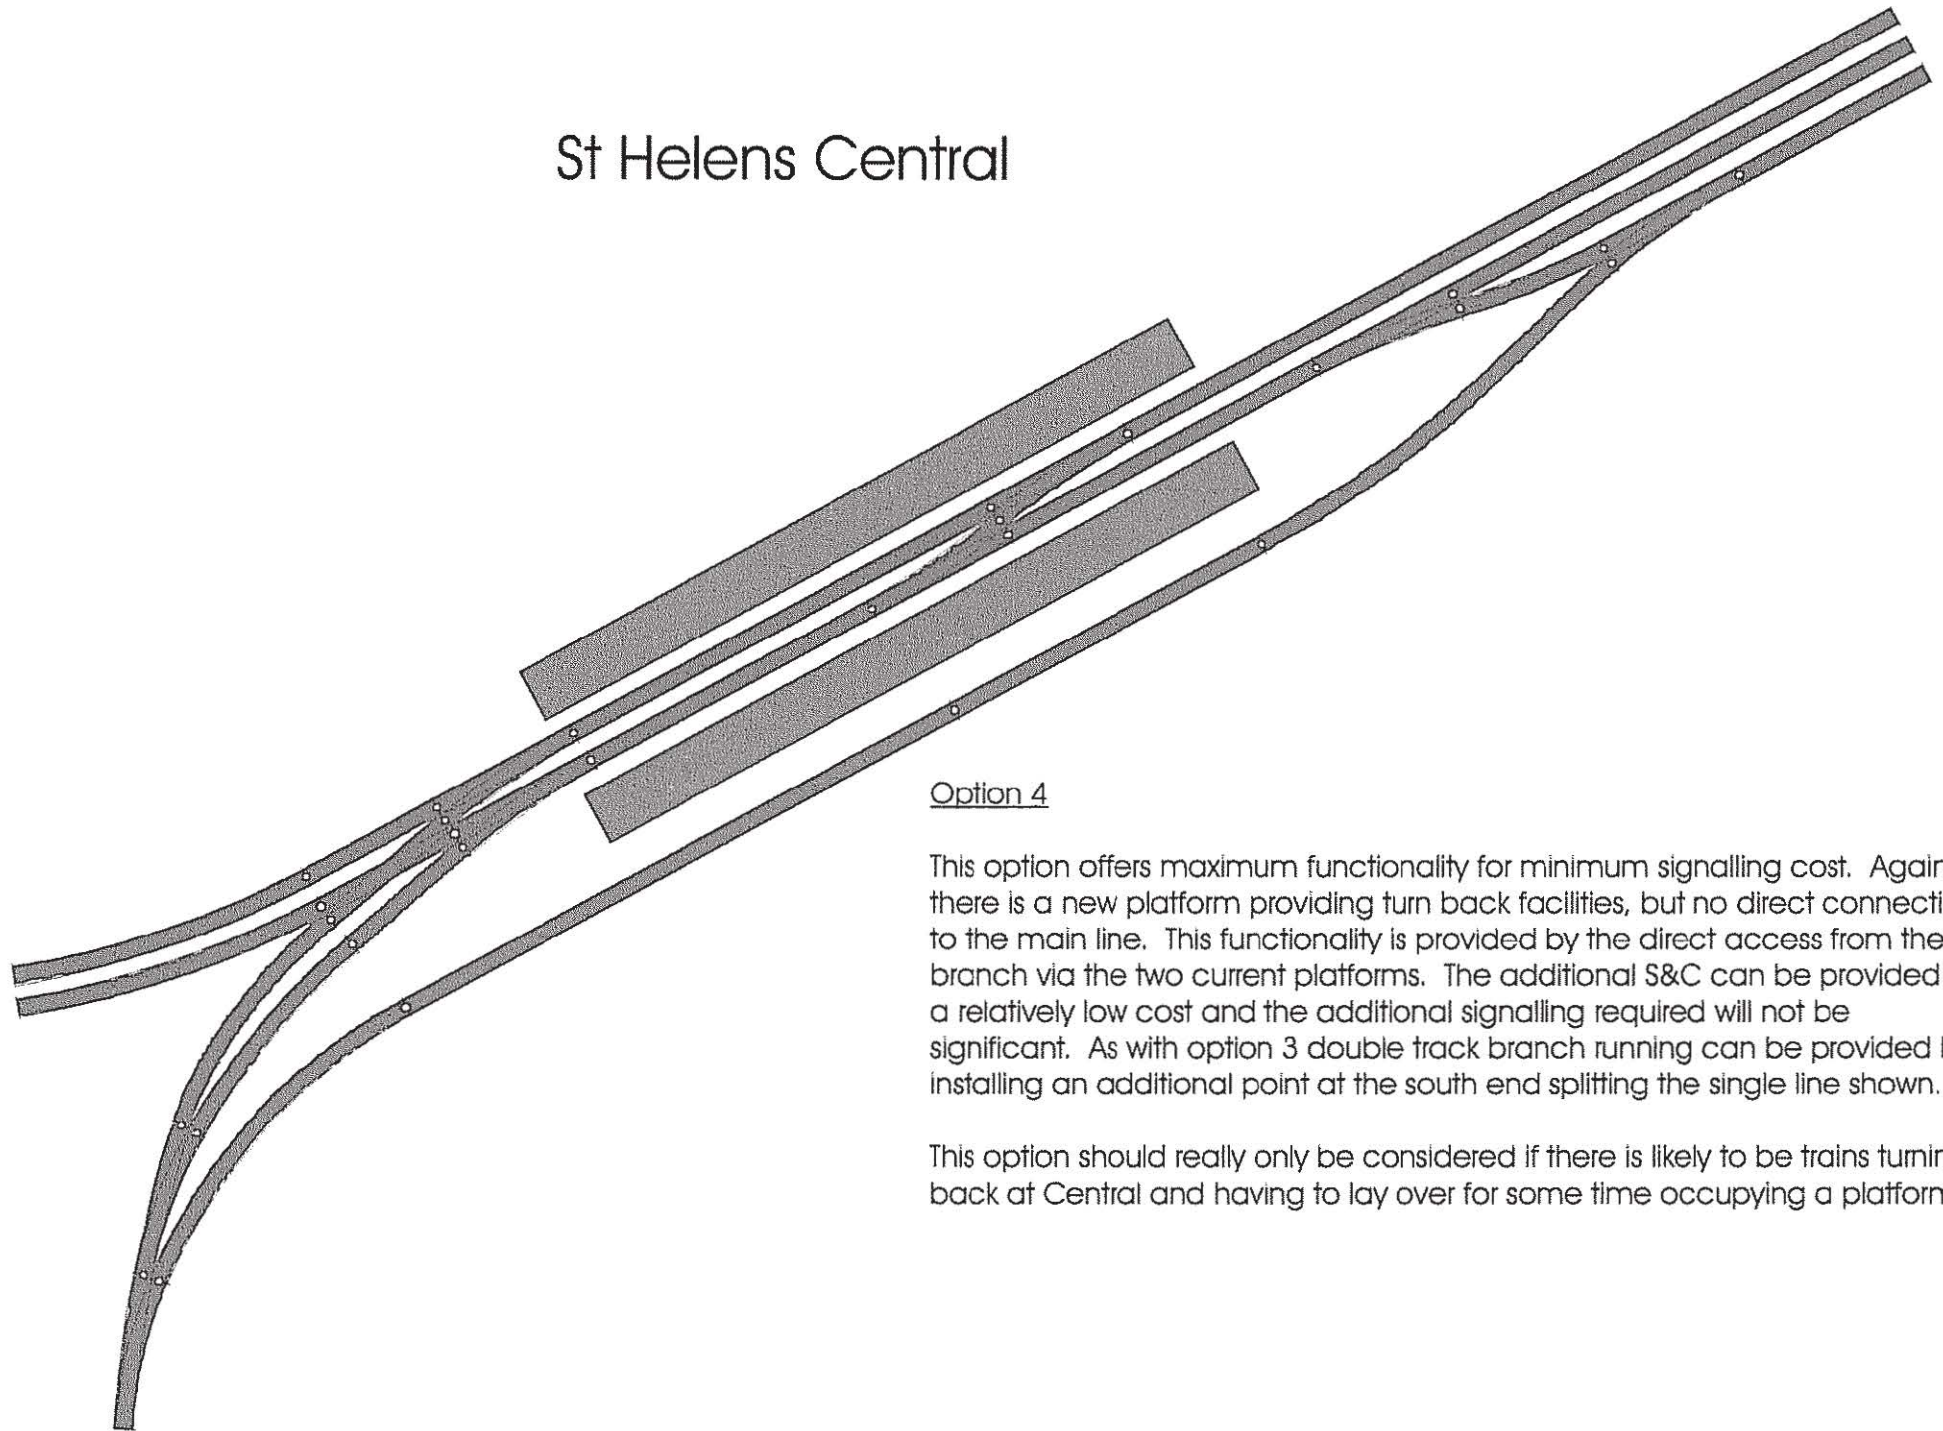 St Helens Central
Option 4
This option offers maximum functionality for minimum signalling cost. Again
there is a new platform providing turn back facilities, but no direct connecti
to the main line. This functionality is provided by the direct access from the
branch via the two current platforms. The additional S&C can be provided
a relatively low cost and the additional signalling required will not be
significant. As with option 3 double track branch running can be provided
installing an additional point at the south end splitting the single line shown.
This option should really only be considered if there is likely to be trains turnin
back at Central and having to lay over for some time occupying a platform